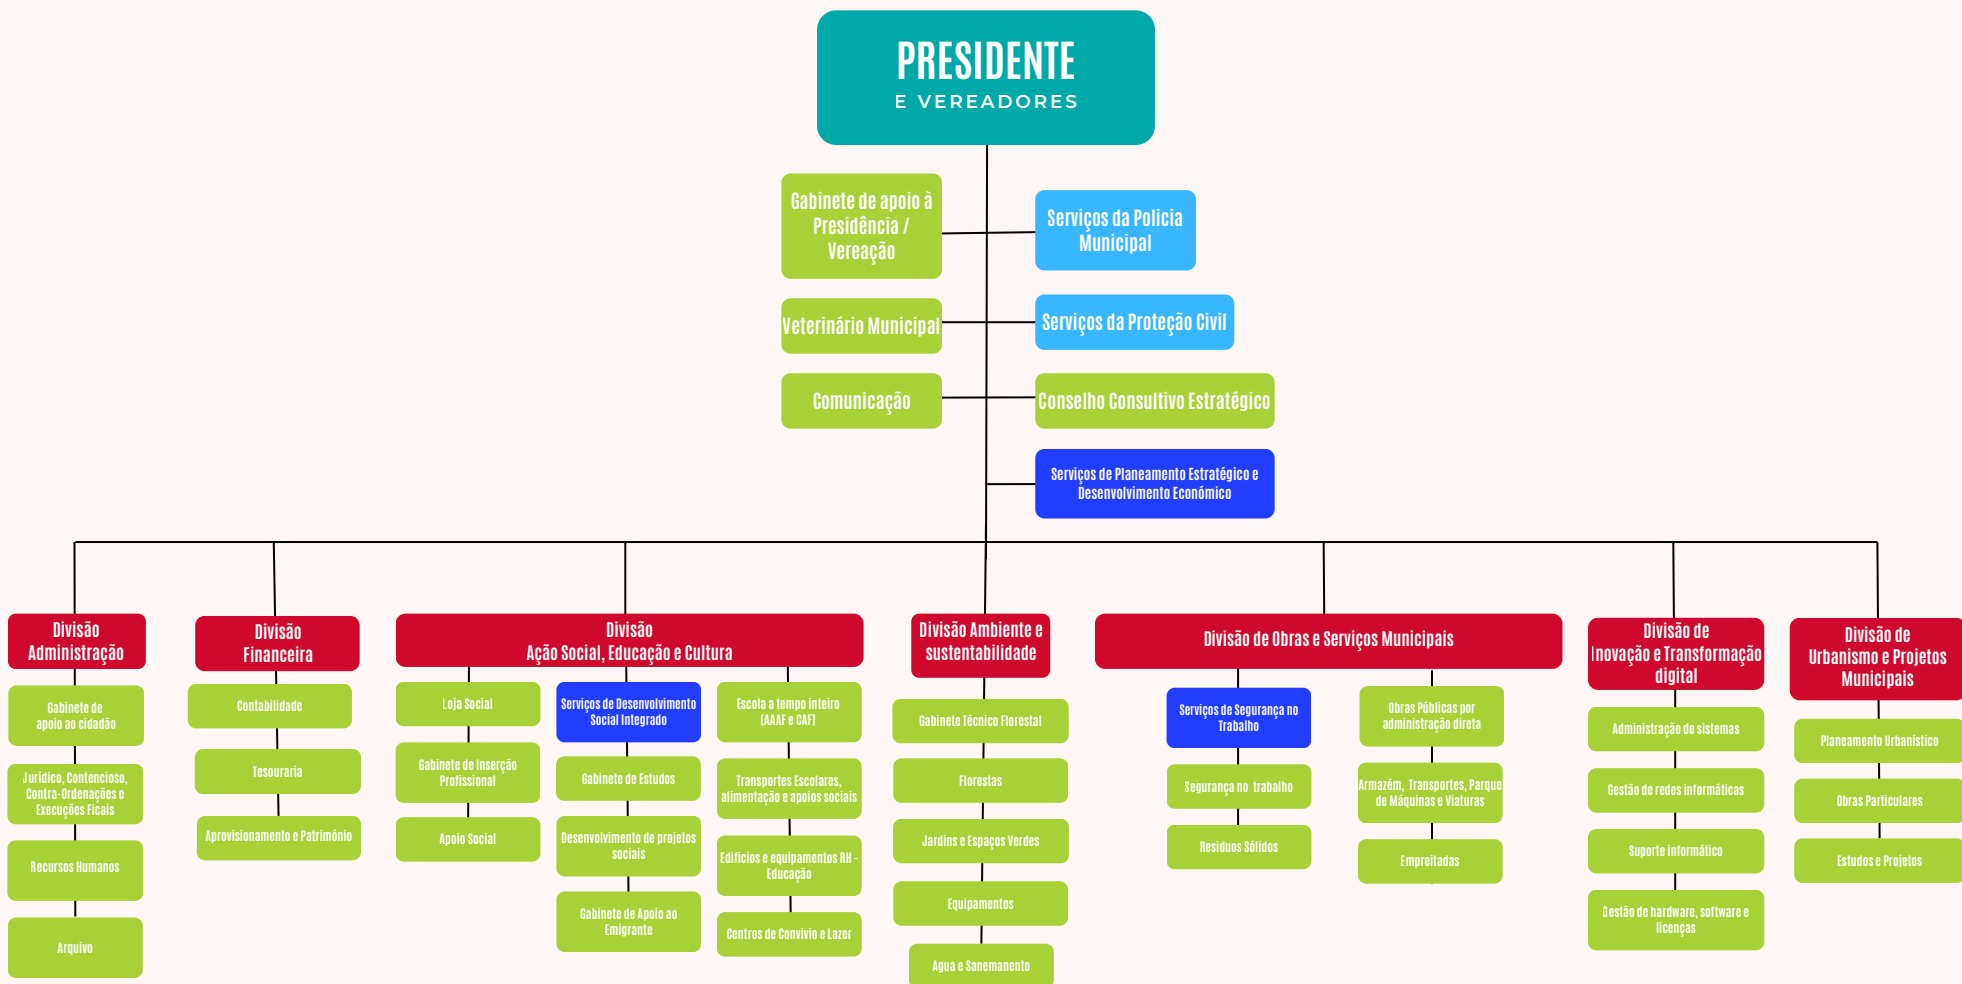 PRESIDENTE
E VEREADORES
Gabinete de apoio à
Presidência /
Vereação
Serviços da Policia
Municipal
Veterinário Municipal
Serviços da Proteção Civil
Comunicação
Conselho Consultivo Estratégico
Serviços de Planeamento Estratégico e
Desenvolvimento Económico
Divisão
Administração
Gabinete de
apoio ao cidadão
Jurídico, Contencioso,
Contra-Ordenações e
Execuções Ficais
Recursos Humanos
Arquivo
Divisão
Financeira
Contabilidade
Tesouraria
Aprovisionamento e Património
Divisão
Ação Social, Educação e Cultura
Loja Social
Gabinete de Inserção
Profissional
Apoio Social
Serviços de Desenvolvimento
Social Integrado
Gabinete de Estudos
Desenvolvimento de projetos
sociais
Gabinete de Apoio ao
Emigrante
Escola a tempo inteiro
(AAAF e CAF)
Transportes Escolares,
alimentação e apoios sociais
Edificios e equipamentos RH -
Educação
Centros de Convivio e Lazer
Divisão Ambiente e
sustentabilidade
Gabinete Técnico Florestal
Florestas
Jardins e Espaços Verdes
Equipamentos
Agua e Sanemanento
Divisão de Obras e Serviços Municipais
Serviços de Segurança no
Trabalho
Segurança no trabalho
Residuos Sólidos
Obras Públicas por
administração direta
Armazém, Transportes, Parque
de Máquinas e Viaturas
Empreitadas
Divisão de
Inovação e Transformação
digital
Administração de sistemas
Gestão de redes informáticas
Suporte informático
Gestão de hardware, software e
licenças
Divisão de
Urbanismo e Projetos
Municipais
Planeamento Urbanístico
Obras Particulares
Estudos e Projetos